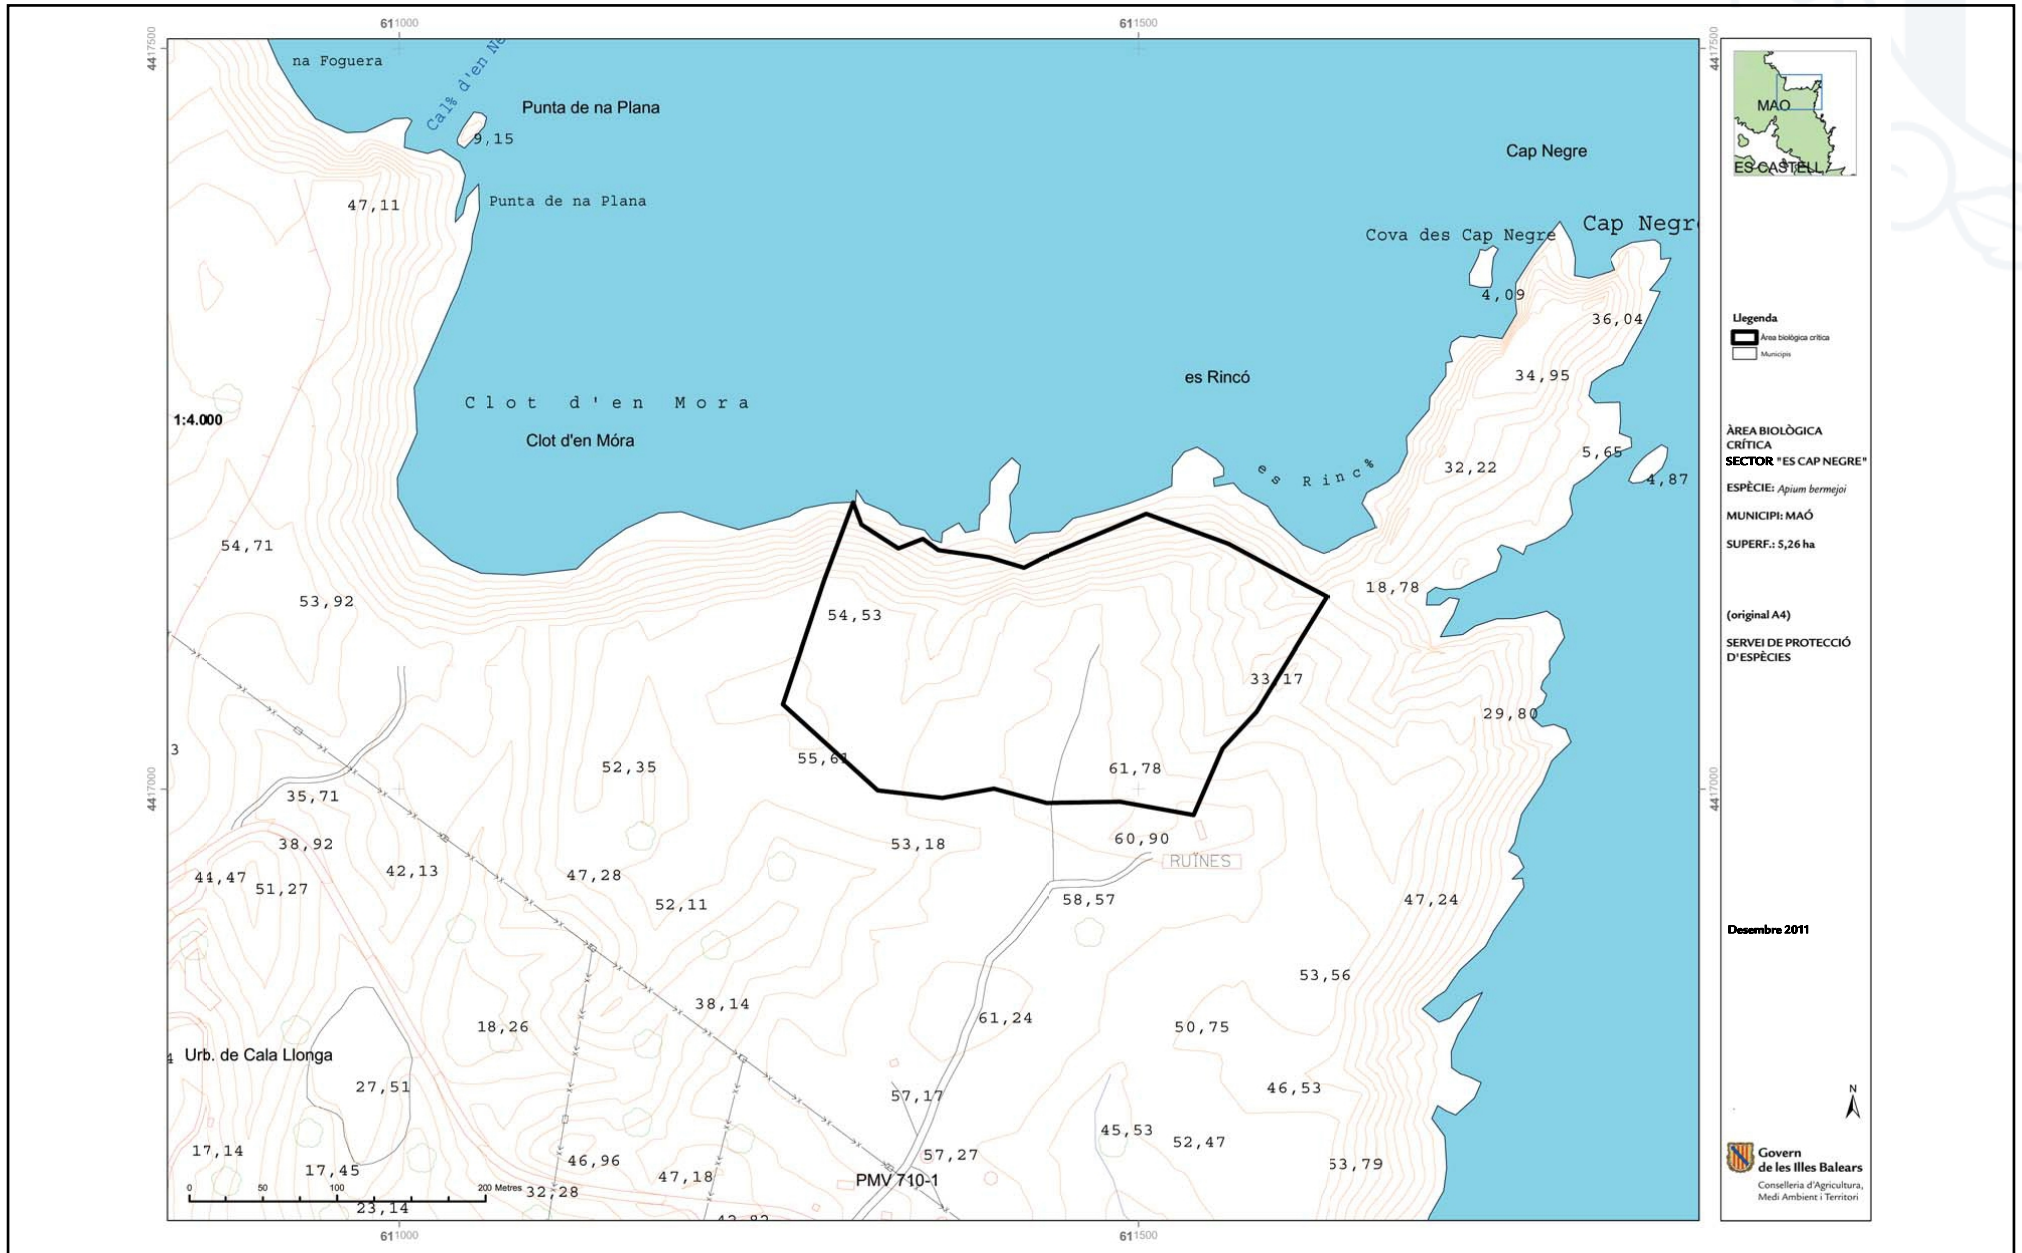 611000
611500
4417500
4417500
na Foguera
Punta de na Plana
9,15
47,11
Punta de na Plana
Cap Negre
Cova des Cap Negre
4,09
36,04
34,95
es Rincó
1:4.000
Clot d'en Mora
Clot d'en Móra
5,65
4,87
32,22
es Rinc%
54,71
53,92
54,53
18,78
33,17
29,80
3
52,35
55,61
61,78
4417000
4417000
35,71
38,92
42,13
44,47
51,27
47,28
52,11
53,18
60,90
RUÏNES
58,57
47,24
53,56
38,14
18,26
61,24
50,75
Urb. de Cala Llonga
27,51
57,17
46,53
45,53
52,47
17,14
17,45
46,96
47,18
57,27
53,79
PMV 710-1
32,28
23,14
0 50 100 200 Metres
611000
611500
MAO
ES CASTELL
Llegenda
Àrea biològica crítica
Municipis
ÀREA BIOLÒGICA
CRÍTICA
SECTOR "ES CAP NEGRE"
ESPÈCIE: Apium bermejoi
MUNICIPI: MAÓ
SUPERF.: 5,26 ha
(original A4)
SERVEI DE PROTECCIÓ
D'ESPÈCIES
Desembre 2011
N
Govern
de les Illes Balears
Conselleria d'Agricultura,
Medi Ambient i Territori